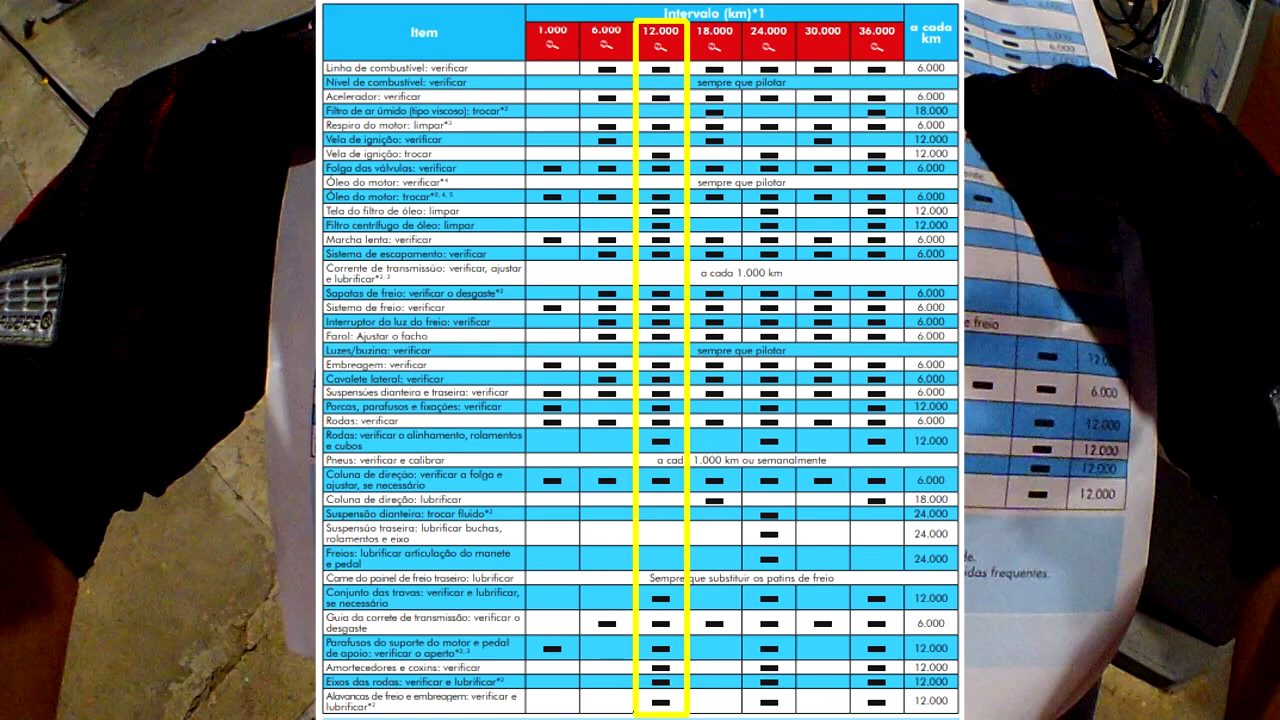 Item
Intervalo (km)*1
a cada
km
1.000 6.000 12.000 18.000 24.000 30.000 36.000
Linha de combustível: verificar 6.000
Nível de combustível: verificar sempre que pilotar
Acelerador: verificar 6.000
Filtro de ar úmido (tipo viscoso): trocar*² 18.000
Respiro do motor: limpar*³ 6.000
Vela de ignição: verificar 12.000
Vela de ignição: trocar 12.000
Folga das válvulas: verificar 6.000
Óleo do motor: verificar*⁴ sempre que pilotar
Óleo do motor: trocar*²˒ ⁴˒ ⁵ 6.000
Tela do filtro de óleo: limpar 12.000
Filtro centrífugo de óleo: limpar 12.000
Marcha lenta: verificar 6.000
Sistema de escapamento: verificar 6.000
Corrente de transmissão: verificar, ajustar
e lubrificar*²˒ ³ a cada 1.000 km
Sapatas de freio: verificar o desgaste*² 6.000
Sistema de freio: verificar 6.000
Interruptor da luz do freio: verificar 6.000
Farol: Ajustar o facho 6.000
Luzes/buzina: verificar sempre que pilotar
Embreagem: verificar 6.000
Cavalete lateral: verificar 6.000
Suspensões dianteira e traseira: verificar 6.000
Porcas, parafusos e fixações: verificar 12.000
Rodas: verificar 6.000
Rodas: verificar o alinhamento, rolamentos
e cubos 12.000
Pneus: verificar e calibrar a cada 1.000 km ou semanalmente
Coluna de direção: verificar a folga e
ajustar, se necessário 6.000
Coluna de direção: lubrificar 18.000
Suspensão dianteira: trocar fluido*² 24.000
Suspensão traseira: lubrificar buchas,
rolamentos e eixo 24.000
Freios: lubrificar articulação do manete
e pedal 24.000
Came do painel de freio traseiro: lubrificar Sempre que substituir os patins de freio
Conjunto das travas: verificar e lubrificar,
se necessário 12.000
Guia da correte de transmissão: verificar o
desgaste 6.000
Parafusos do suporte do motor e pedal
de apoio: verificar o aperto*²˒ ³ 12.000
Amortecedores e coxins: verificar 12.000
Eixos das rodas: verificar e lubrificar*² 12.000
Alavancas de freio e embreagem: verificar e
lubrificar*² 12.000
e freio
6.000
12.000
12.000
12.000
12.000
de.
idas frequentes.